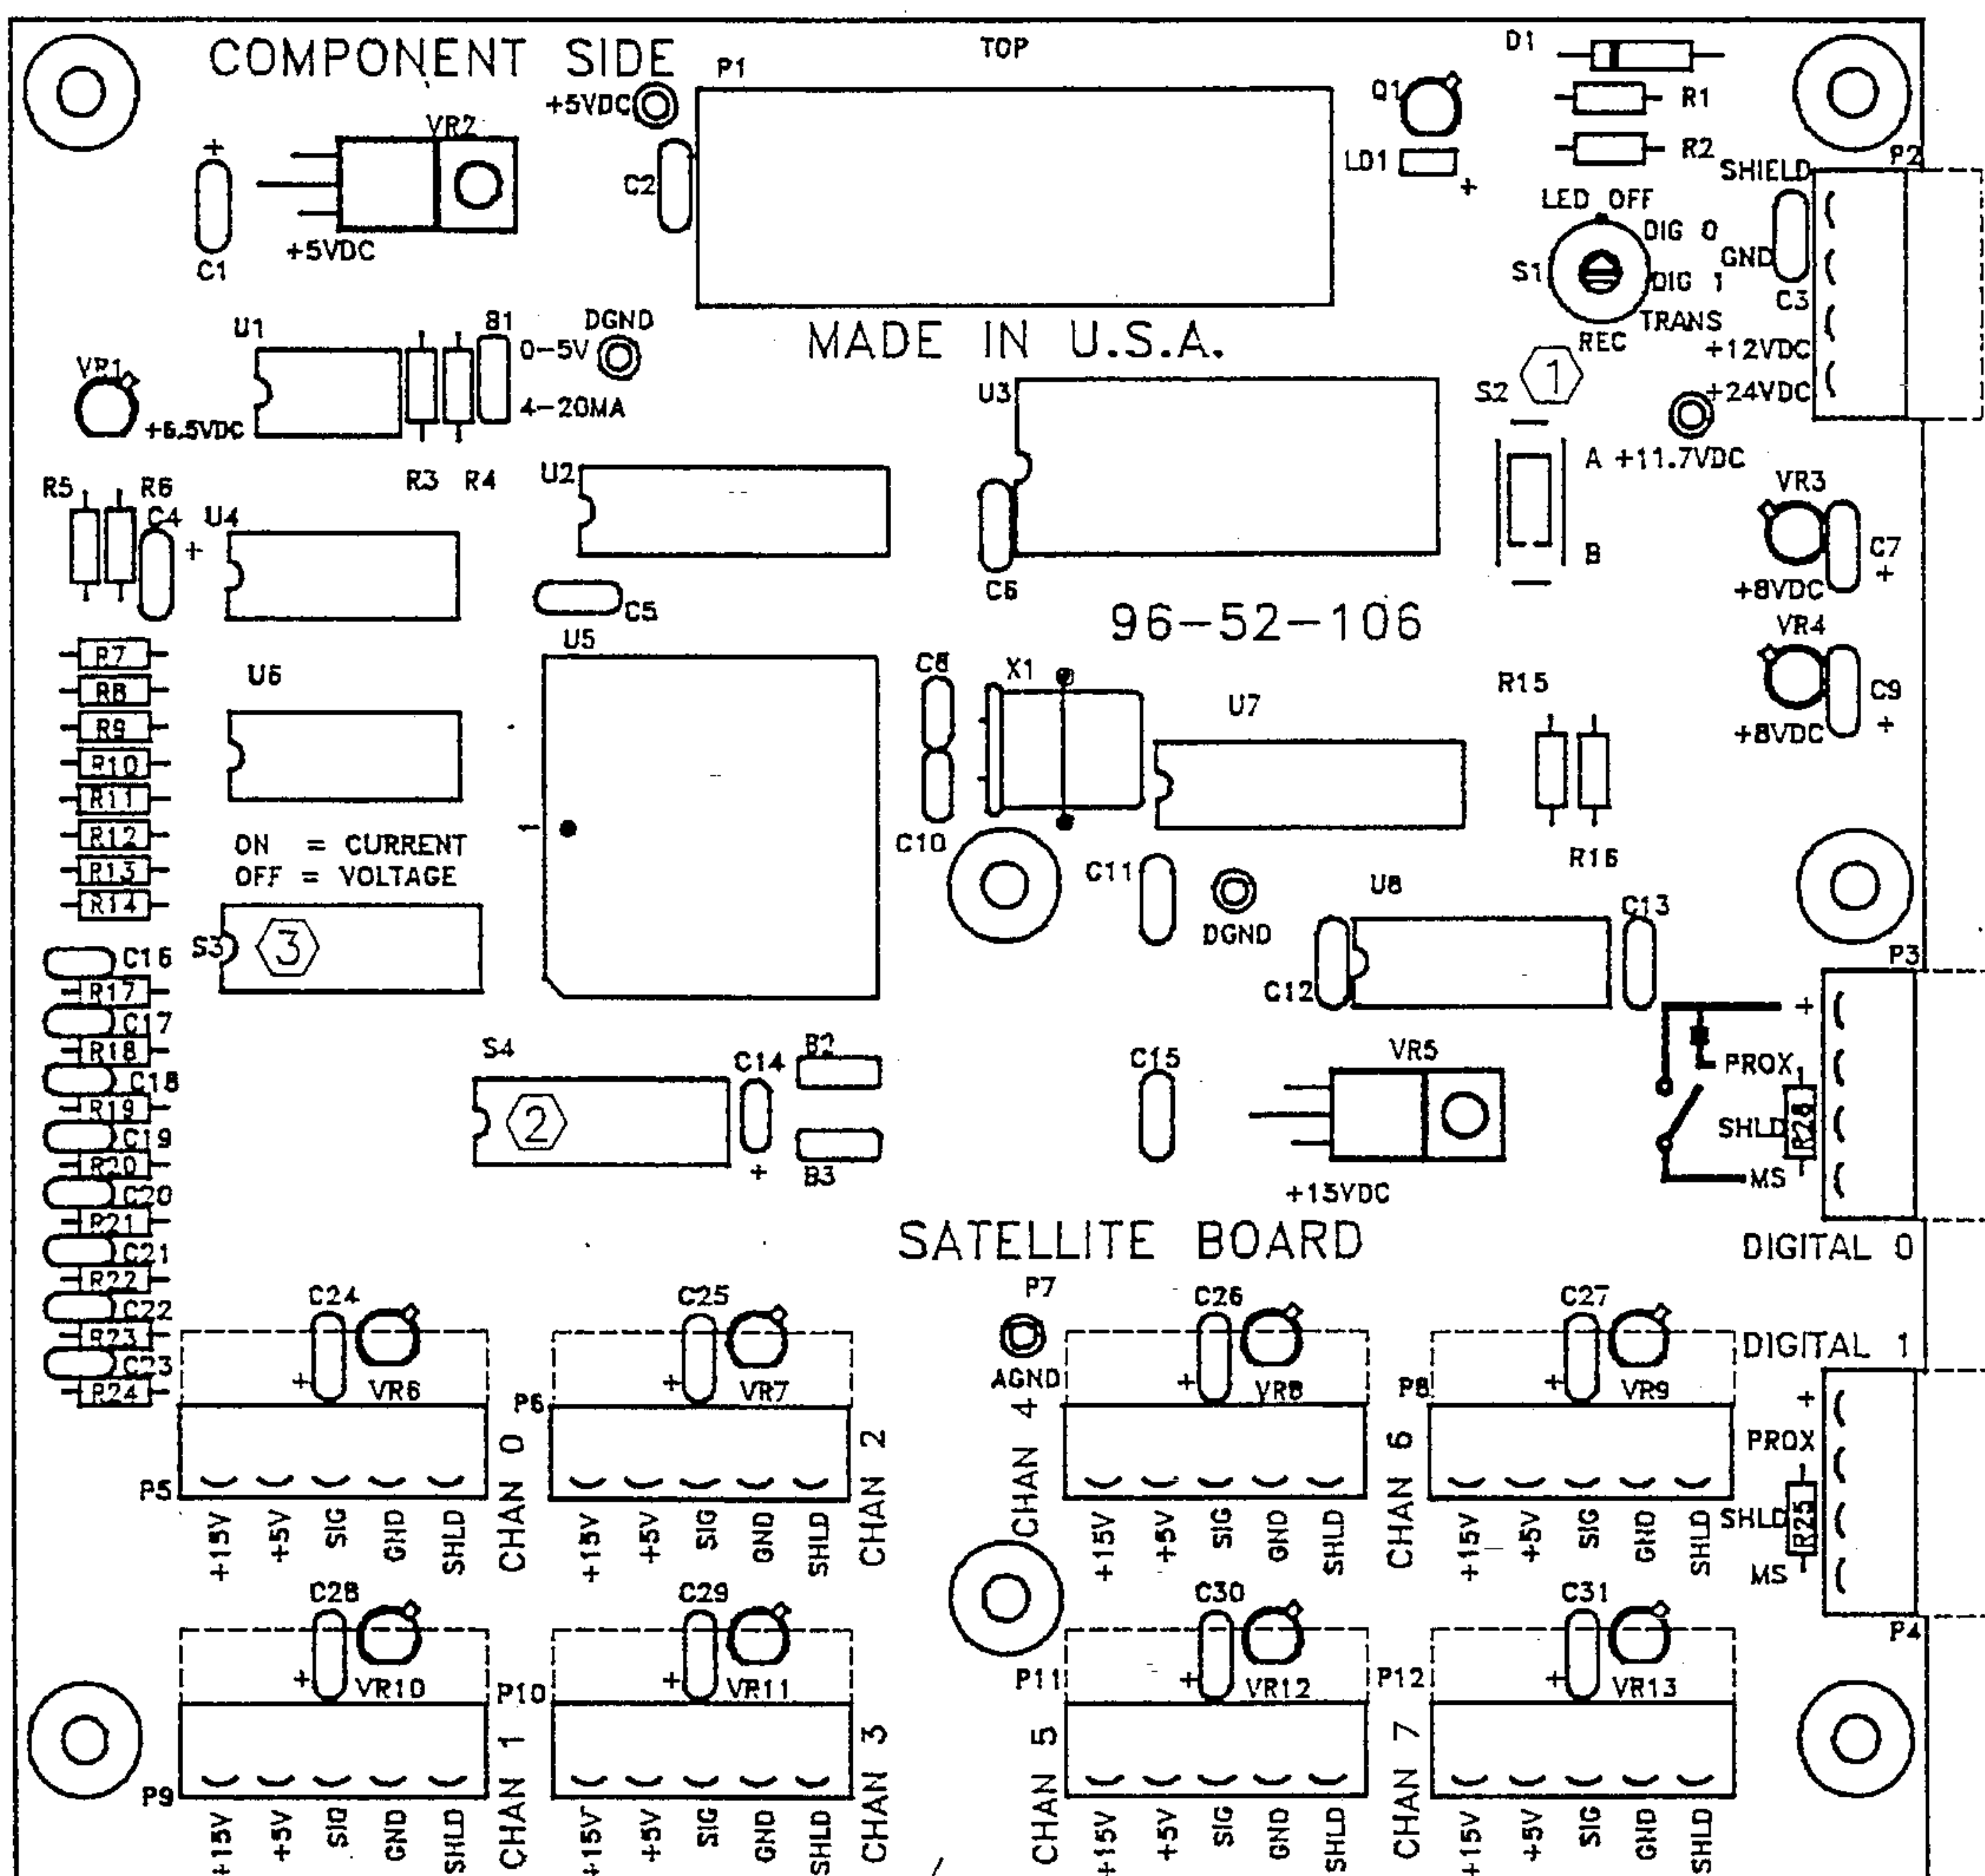 COMPONENT SIDE
TOP
D1
P1
+5VDC
Q1
R1
VR2
+
C2
LD1
+
R2
P2
SHIELD
LED OFF
DIG 0
GND
S1
DIG 1
C3
TRANS
REC
+12VDC
+24VDC
+5VDC
C1
U1
B1
DGND
0-5V
4-20MA
MADE IN U.S.A.
VR1
+6.5VDC
U3
S2
1
A +11.7VDC
B
R3 R4
U2
VR3
R5
R6
C4
+
U4
C7
+
+8VDC
C5
C6
96-52-106
VR4
R7
U5
R8
U6
C8
X1
R15
C9
+
R9
U7
+8VDC
R10
R11
R12
ON = CURRENT
OFF = VOLTAGE
1
C10
R16
R13
C11
U8
R14
DGND
C13
S3
3
C16
R17
C12
P3
+
C17
R18
S4
C14
B2
C15
VR5
PROX
C18
R19
2
SHLD
R26
C19
R20
+
B3
MS
C20
+15VDC
R21
SATELLITE BOARD
DIGITAL 0
C21
R22
C24
C25
P7
C26
C27
C22
R23
DIGITAL 1
C23
R24
+
VR6
+
VR7
AGND
+
VR8
P8
+
VR9
P6
+
PROX
P5
CHAN 0
CHAN 2
CHAN 4
CHAN 6
SHLD
R25
MS
+15V +5V SIG GND SHLD
+15V +5V SIG GND SHLD
+15V +5V SIG GND SHLD
+15V +5V SIG GND SHLD
C28
C29
C30
C31
P4
+
VR10
P10
+
VR11
P11
+
VR12
P12
+
VR13
P9
CHAN 1
CHAN 3
CHAN 5
CHAN 7
+15V +5V SIG GND SHLD
+15V +5V SIG GND SHLD
+15V +5V SIG GND SHLD
+15V +5V SIG GND SHLD